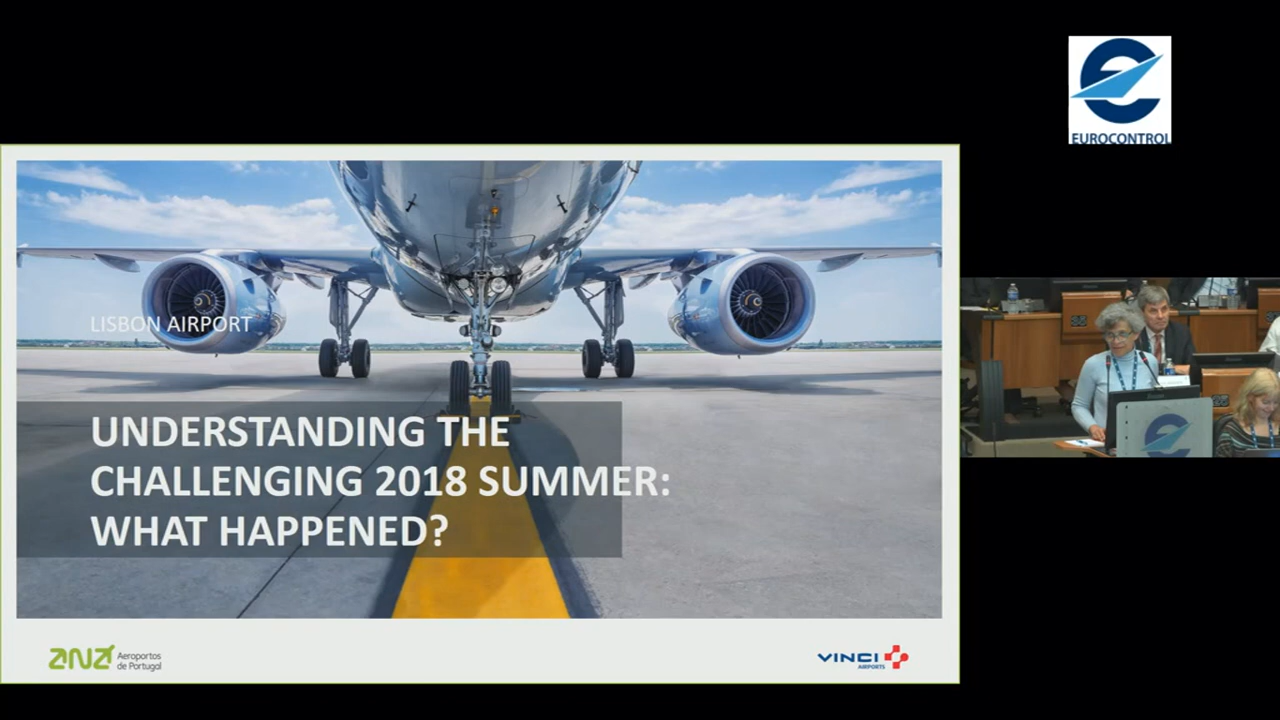 EUROCONTROL
LISBON AIRPORT
UNDERSTANDING THE
CHALLENGING 2018 SUMMER:
WHAT HAPPENED?
ana Aeroportos
de Portugal
VINCI
AIRPORTS